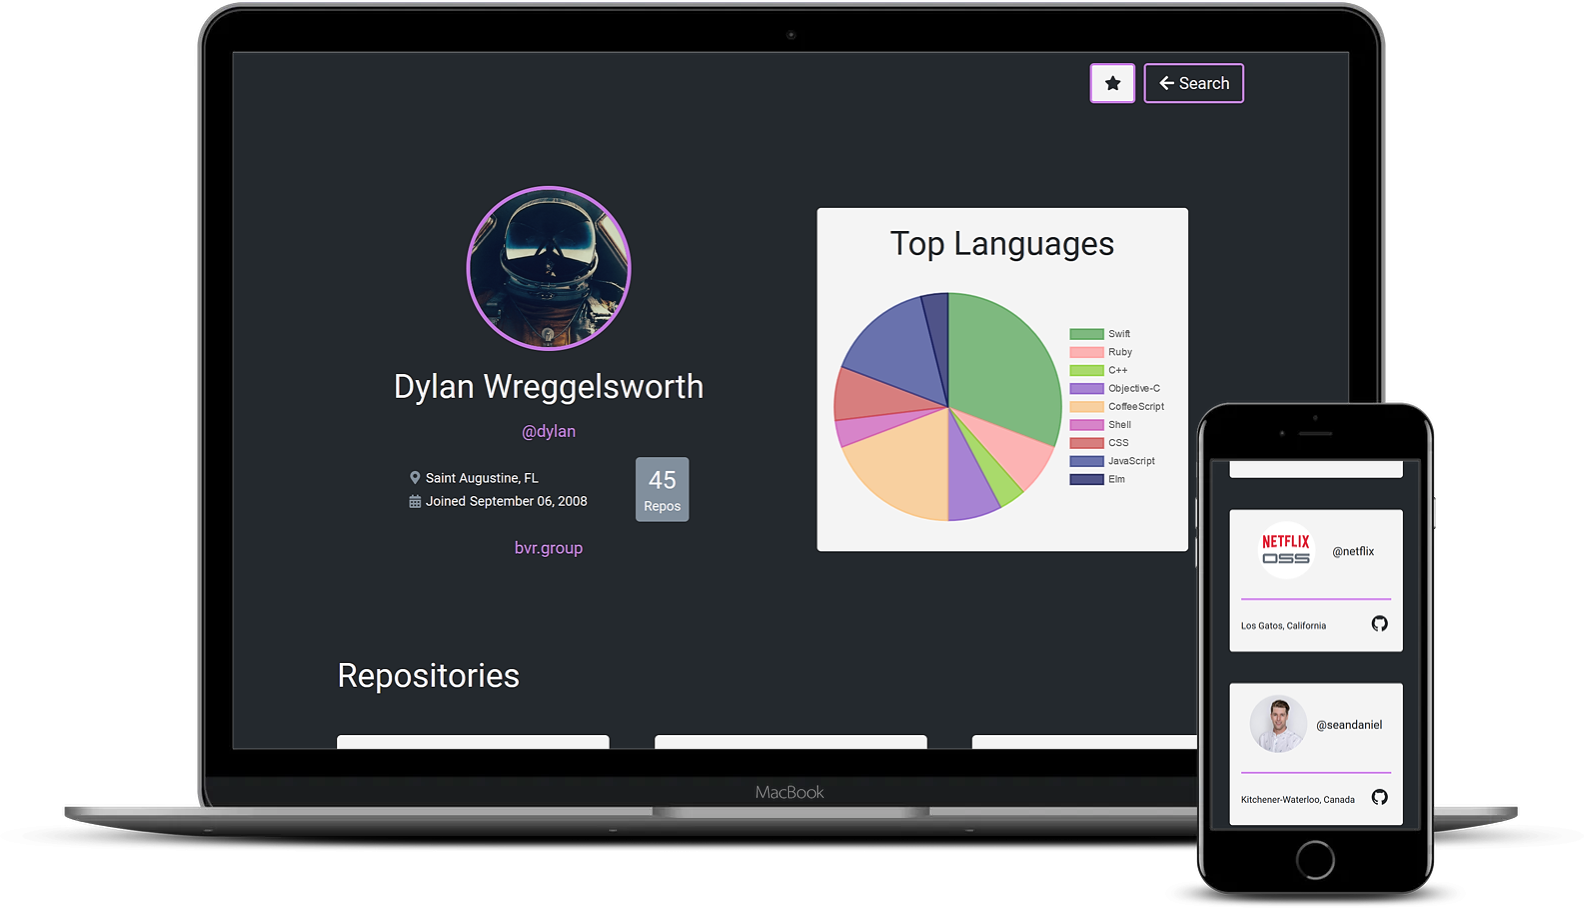 Search
Top Languages
Swift
Ruby
C++
Objective-C
CoffeeScript
Shell
CSS
JavaScript
Elm
Dylan Wreggelsworth
@dylan
Saint Augustine, FL
Joined September 06, 2008
45
Repos
bvr.group
Repositories
MacBook
NETFLIX
OSS
@netflix
Los Gatos, California
@seandaniel
Kitchener-Waterloo, Canada